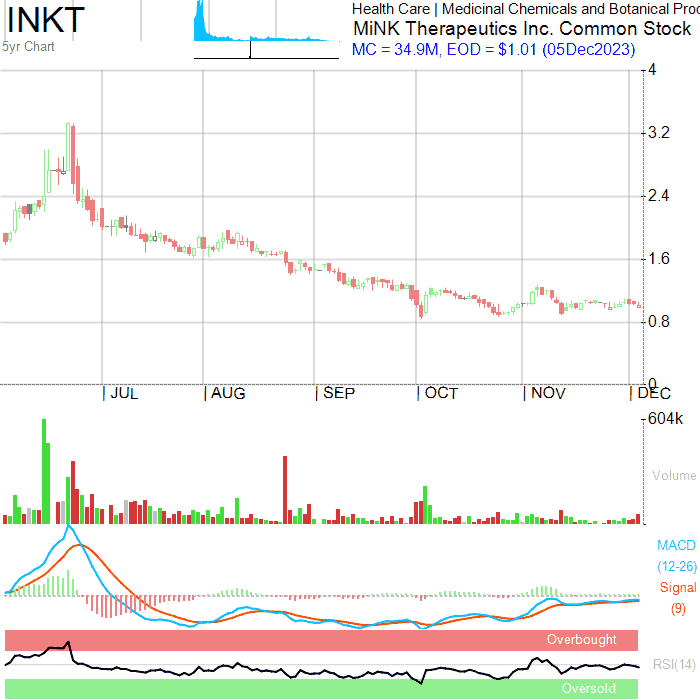 INKT
5yr Chart
Health Care | Medicinal Chemicals and Botanical Proc
MiNK Therapeutics Inc. Common Stock
MC = 34.9M, EOD = $1.01 (05Dec2023)
4
3.2
2.4
1.6
0.8
0
| JUL | AUG | SEP | OCT | NOV | DEC
604k
Volume
MACD
(12-26)
Signal
(9)
Overbought
RSI(14)
Oversold